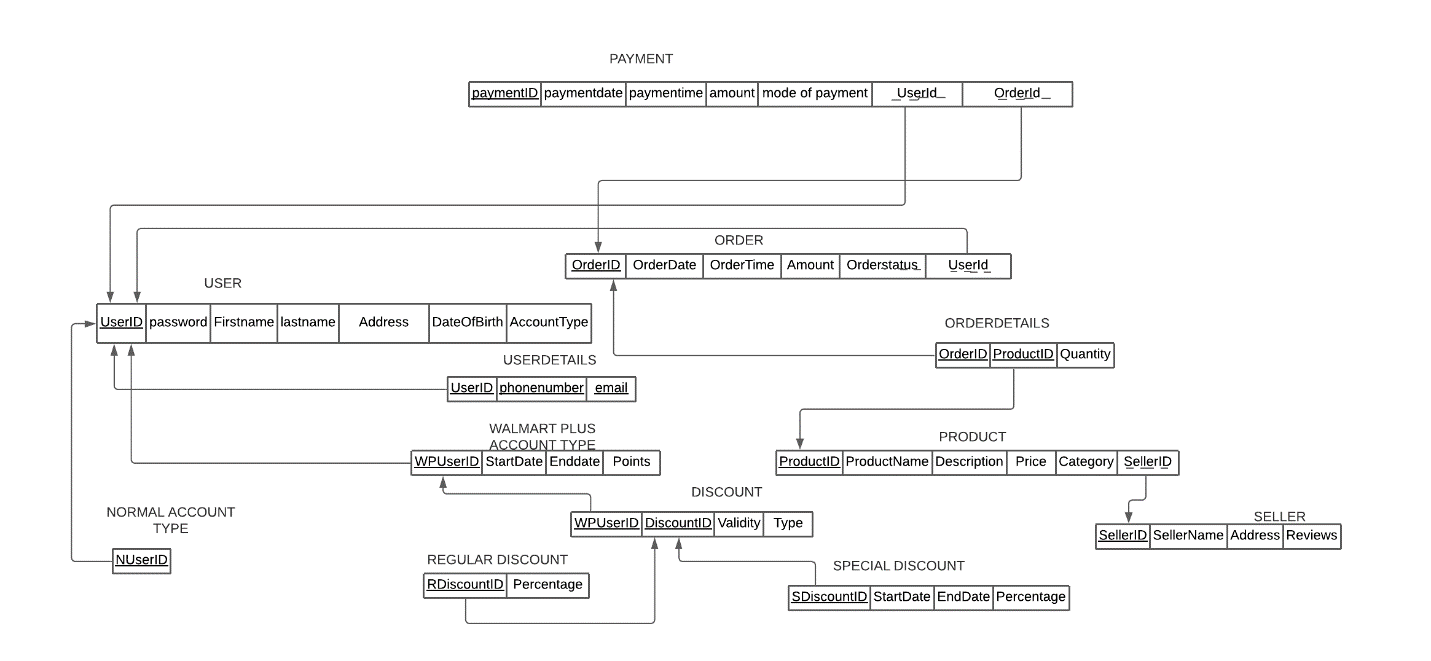 PAYMENT
paymentID paymentdate paymentime amount mode of payment UserId OrderId
ORDER
OrderID OrderDate OrderTime Amount Orderstatus UserId
USER
UserID password Firstname lastname Address DateOfBirth AccountType
ORDERDETAILS
OrderID ProductID Quantity
USERDETAILS
UserID phonenumber email
WALMART PLUS
ACCOUNT TYPE
WPUserID StartDate Enddate Points
PRODUCT
ProductID ProductName Description Price Category SellerID
DISCOUNT
WPUserID DiscountID Validity Type
NORMAL ACCOUNT
TYPE
NUserID
SELLER
SellerID SellerName Address Reviews
REGULAR DISCOUNT
RDiscountID Percentage
SPECIAL DISCOUNT
SDiscountID StartDate EndDate Percentage